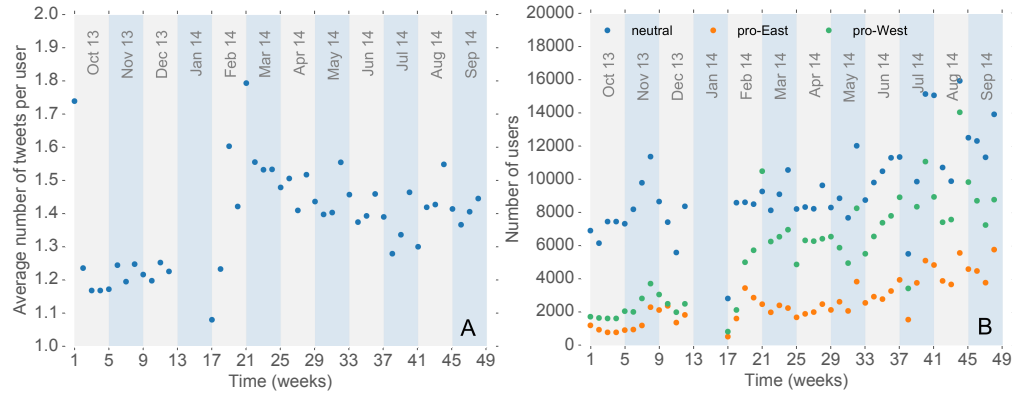 2.0
1.9
1.8
1.7
1.6
1.5
1.4
1.3
1.2
1.1
1.0
Average number of tweets per user
Oct 13
Nov 13
Dec 13
Jan 14
Feb 14
Mar 14
Apr 14
May 14
Jun 14
Jul 14
Aug 14
Sep 14
A
1 5 9 13 17 21 25 29 33 37 41 45 49
Time (weeks)
20000
18000
16000
14000
12000
10000
8000
6000
4000
2000
0
Number of users
neutral pro-East pro-West
Oct 13
Nov 13
Dec 13
Jan 14
Feb 14
Mar 14
Apr 14
May 14
Jun 14
Jul 14
Aug 14
Sep 14
B
1 5 9 13 17 21 25 29 33 37 41 45 49
Time (weeks)